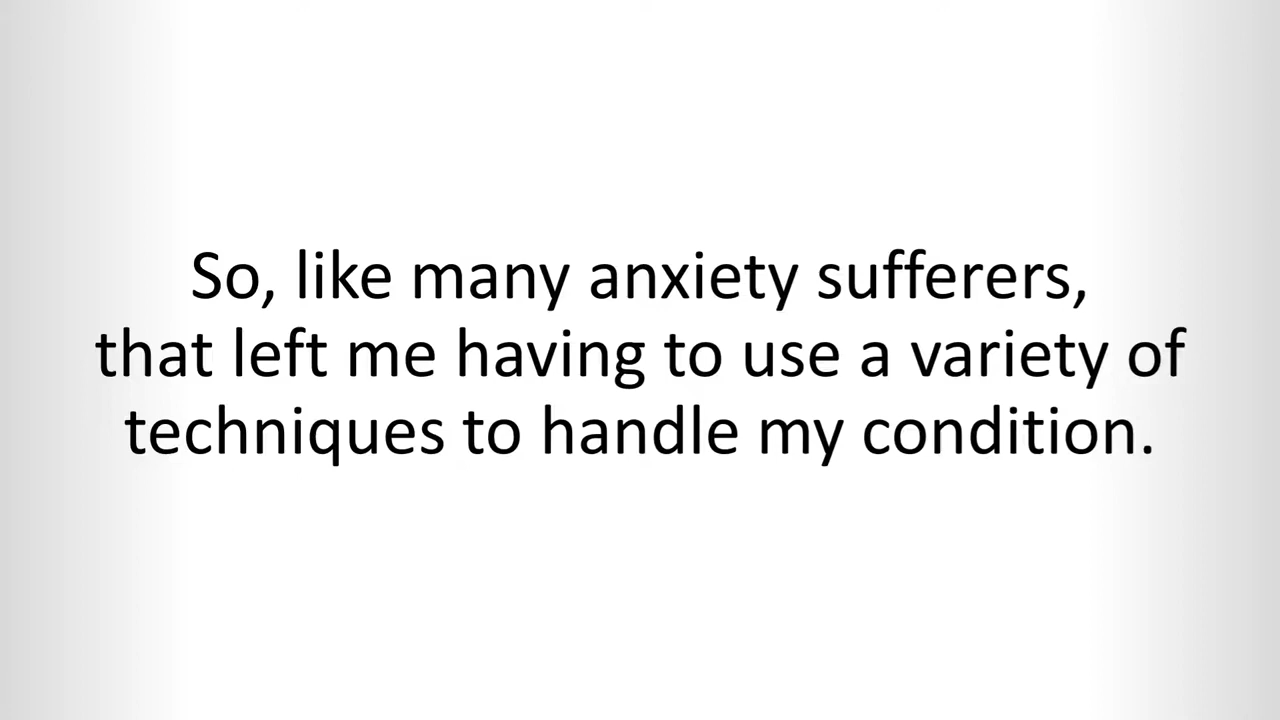 So, like many anxiety sufferers,
that left me having to use a variety of
techniques to handle my condition.